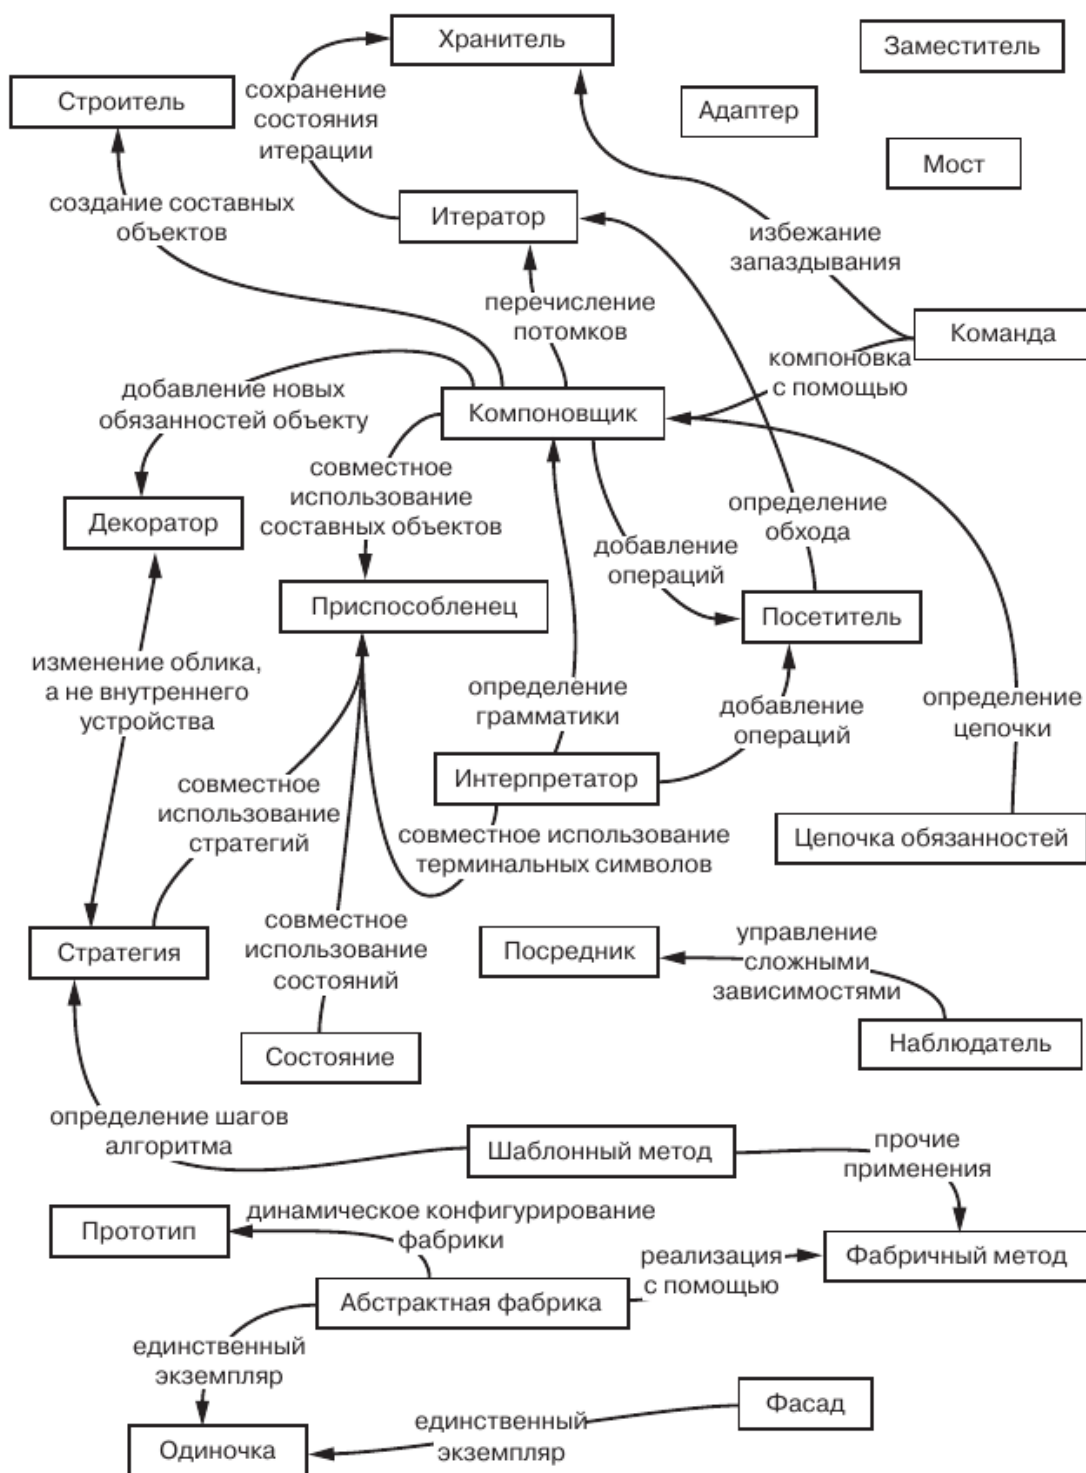 Хранитель
Заместитель
Строитель
сохранение
состояния
итерации
Адаптер
Мост
создание составных
объектов
Итератор
избежание
запаздывания
перечисление
потомков
Команда
компоновка
с помощью
добавление новых
обязанностей объекту
Компоновщик
совместное
использование
составных объектов
Декоратор
определение
обхода
добавление
операций
Приспособленец
Посетитель
изменение облика,
а не внутреннего
устройства
определение
грамматики
добавление
операций
определение
цепочки
Интерпретатор
совместное
использование
стратегий
совместное использование
терминальных символов
Цепочка обязанностей
Стратегия
совместное
использование
состояний
Посредник
управление
сложными
зависимостями
Состояние
Наблюдатель
определение шагов
алгоритма
Шаблонный метод
прочие
применения
Прототип
динамическое конфигурирование
фабрики
реализация
с помощью
Фабричный метод
Абстрактная фабрика
единственный
экземпляр
Фасад
Одиночка
единственный
экземпляр